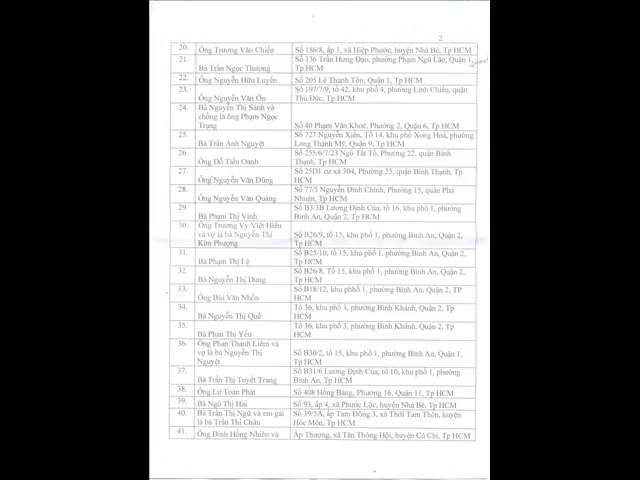 2
20. Ông Trương Văn Chiến Số 186/8, ấp 1, xã Hiệp Phước, huyện Nhà Bè, Tp HCM
21. Số 136 Trần Hưng Đạo, phường Phạm Ngũ Lão, Quận 1,
Bà Trần Ngọc Thương Tp HCM
22. Ông Nguyễn Hữu Luyến Số 205 Lê Thánh Tôn, Quận 1, Tp HCM
23. Số 197/7/9, tổ 42, khu phố 4, phường Linh Chiểu, quận
Ông Nguyễn Văn Ơn Thủ Đức, Tp HCM
24. Bà Nguyễn Thị Sánh và
chồng là ông Phạm Ngọc
Trạng Số 40 Phạm Văn Khoẻ, Phường 2, Quận 6, Tp HCM
25. Số 727 Nguyễn Xiển, Tổ 14, khu phố Xong Hoà, phường
Bà Trần Ánh Nguyệt Long Thạnh Mỹ, Quận 9, Tp HCM
26. Số 255/6/7/23 Ngô Tất Tố, Phường 22, quận Bình
Ông Đỗ Tiến Oanh Thạnh, Tp HCM
27. Số 25D1 cư xá 304, Phường 25, quận Bình Thạnh, Tp
Ông Nguyễn Văn Dũng HCM
28. Số 77/5 Nguyễn Đình Chính, Phường 15, quận Phú
Ông Nguyễn Văn Quảng Nhuận, Tp HCM
29. Số B3/3B Lương Định Của, tổ 16, khu phố 1, phường
Bà Phạm Thị Vinh Bình An, Quận 2, Tp HCM
30. Ông Trương Vy Việt Hiếu
và vợ là bà Nguyễn Thị Số B26/9, tổ 15, khu phố 1, phường Bình An, Quận 2,
Kim Phượng Tp HCM
31. Số B25/10, tổ 15, khu phố 1, phường Bình An, Quận 2,
Bà Phạm Thị Lệ Tp HCM
32. Số B26/8, Tổ 15, khu phố 1, phường Bình An, Quận 2,
Bà Nguyễn Thị Dung Tp HCM
33. Số B18/12, khu phhố 1, phường Bình An, Quận 2, TP
Ông Bùi Văn Nhỏn HCM
34. Tổ 36, khu phố 3, phường Bình Khánh, Quận 2, Tp
Bà Nguyễn Thị Quế HCM
35. Tổ 36, khu phố 3, phường Bình Khánh, Quận 2, Tp
Bà Phan Thị Yến HCM
36. Ông Phan Thanh Liêm và
vợ là bà Nguyễn Thị Số B30/2, tổ 15, khu phố 1, phường Bình An, Quận 1,
Nguyệt Tp HCM
37. Số B31/6 Lương Định Của, tổ 10, khu phố 1, phường
Bà Trần Thị Tuyết Trang Bình An, Tp HCM
38. Ông Lư Toàn Phát Số 408 Hồng Bàng, Phường 16, Quận 11, Tp HCM
39. Bà Ngô Thị Hai Số 93, ấp 4, xã Phước Lộc, huyện Nhà Bè, Tp HCM
40. Bà Trần Thị Ngữ và em gái Số 39/5A, ấp Tam Đông 3, xã Thới Tam Thôn, huyện
là bà Trần Thị Châu Hóc Môn, Tp HCM
41. Ông Đinh Hồng Nhiên và Ấp Thượng, xã Tân Thông Hội, huyện Củ Chi, Tp HCM